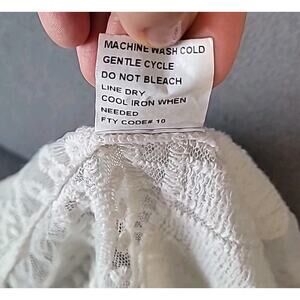 MACHINE WASH COLD
GENTLE CYCLE
DO NOT BLEACH
LINE DRY
COOL IRON WHEN
NEEDED
FTY CODE# 10